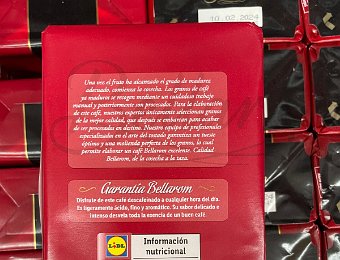 10.02.2024
Una vez el fruto ha alcanzado el grado de madurez
adecuado, comienza la cosecha. Los granos de café
ya maduros se recogen mediante un cuidadoso trabajo
manual y posteriormente son procesados. Para la elaboración
de este café, nuestros expertos únicamente seleccionan granos
de la mejor calidad, que después se embarcan para acabar
de ser procesados en destino. Nuestro equipo de profesionales
especializados en el arte del tostado garantiza un tueste
óptimo y una molienda perfecta de los granos, lo cual
permite elaborar un café Bellarom excelente. Calidad
Bellarom, de la cosecha a la taza.
Garantía Bellarom
Disfrute de este café descafeinado a cualquier hora del día.
Es ligeramente ácido, fino y aromático. Su sabor delicado e
intenso desvela toda la esencia de un buen café.
LIDL
Información
nutricional